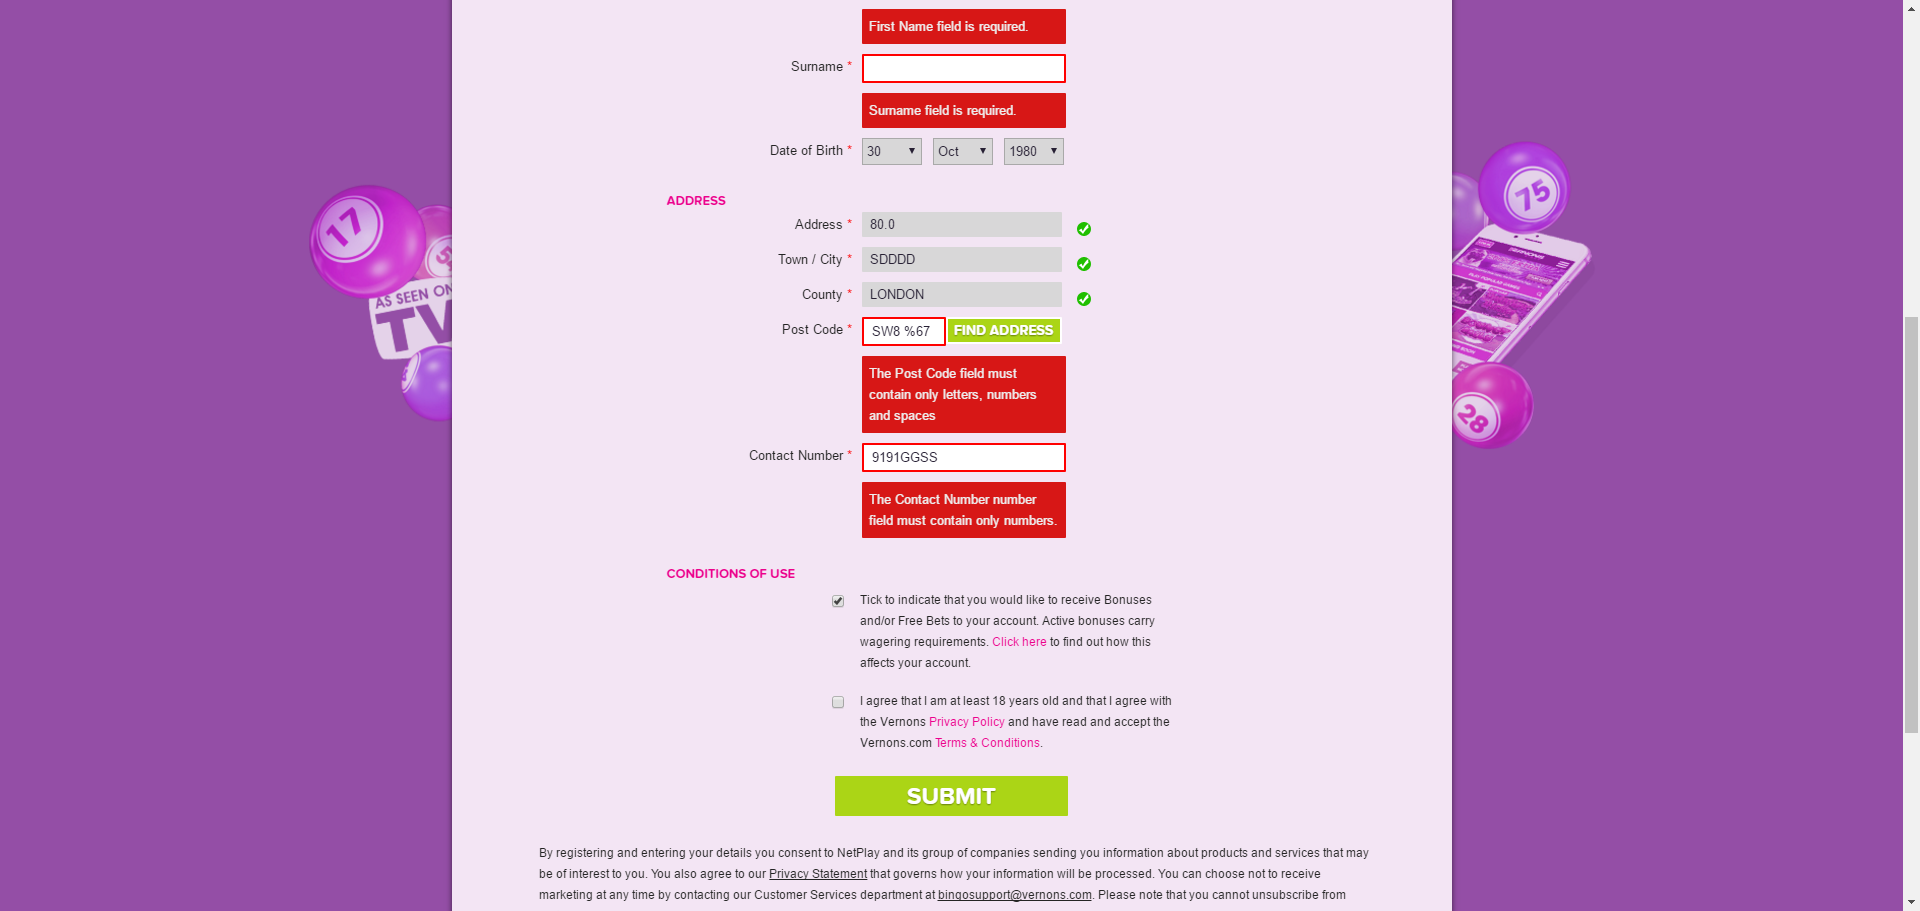 First Name field is required.
Surname *
Surname field is required.
Date of Birth * 30 Oct 1980
ADDRESS
Address * 80.0
Town / City * SDDDD
County * LONDON
Post Code * SW8 %67 FIND ADDRESS
The Post Code field must
contain only letters, numbers
and spaces
Contact Number * 9191GGSS
The Contact Number number
field must contain only numbers.
CONDITIONS OF USE
Tick to indicate that you would like to receive Bonuses
and/or Free Bets to your account. Active bonuses carry
wagering requirements. Click here to find out how this
affects your account.
I agree that I am at least 18 years old and that I agree with
the Vernons Privacy Policy and have read and accept the
Vernons.com Terms & Conditions.
SUBMIT
By registering and entering your details you consent to NetPlay and its group of companies sending you information about products and services that may
be of interest to you. You also agree to our Privacy Statement that governs how your information will be processed. You can choose not to receive
marketing at any time by contacting our Customer Services department at bingosupport@vernons.com. Please note that you cannot unsubscribe from
17
AS SEEN ON
TV
75
28